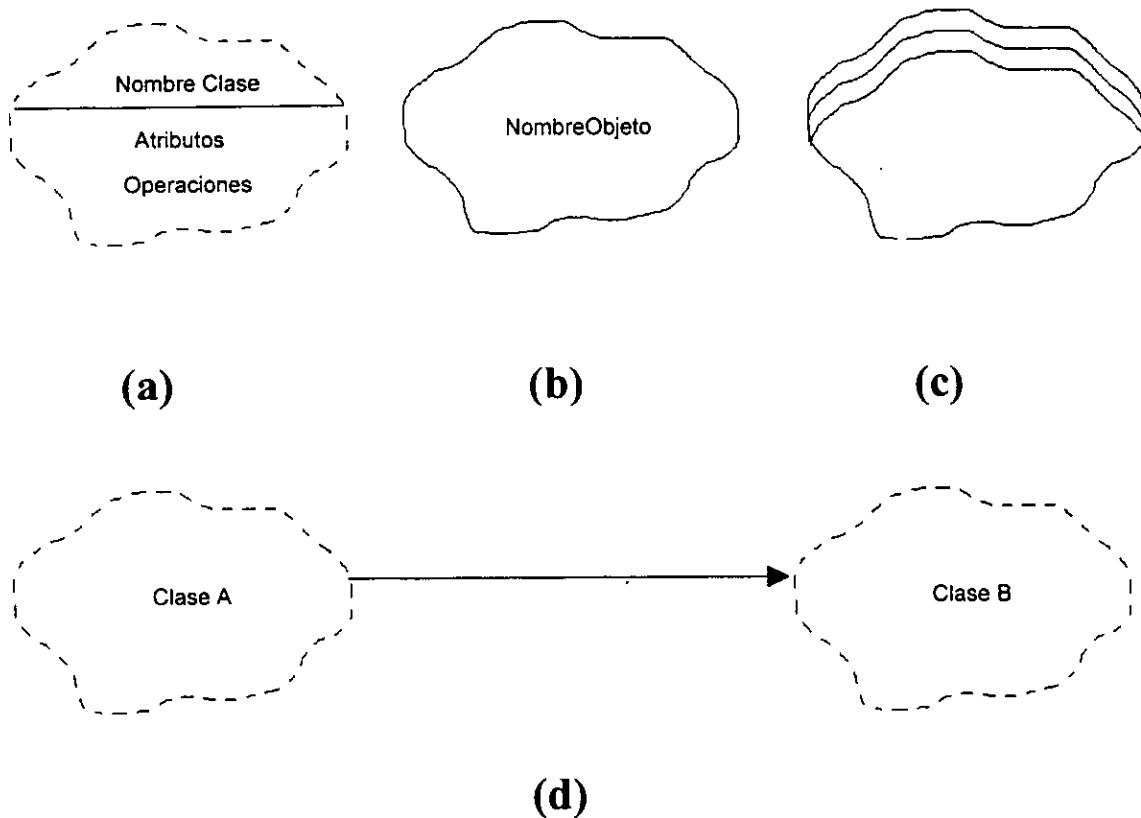 Nombre Clase
Atributos
Operaciones
NombreObjeto
(a)
(b)
(c)
Clase A
Clase B
(d)